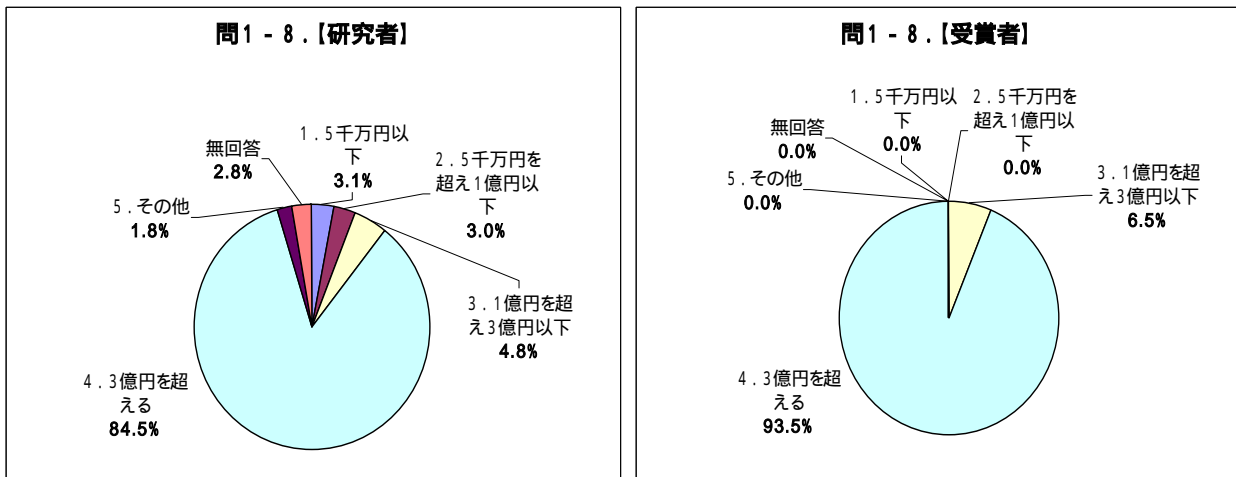 問1-8.【研究者】
1.5千万円以
下
3.1%
2.5千万円を
超え1億円以
下
3.0%
3.1億円を超
え3億円以下
4.8%
4.3億円を超
える
84.5%
5.その他
1.8%
無回答
2.8%
問1-8.【受賞者】
1.5千万円以
下
0.0%
2.5千万円を
超え1億円以
下
0.0%
3.1億円を超
え3億円以下
6.5%
4.3億円を超
える
93.5%
5.その他
0.0%
無回答
0.0%